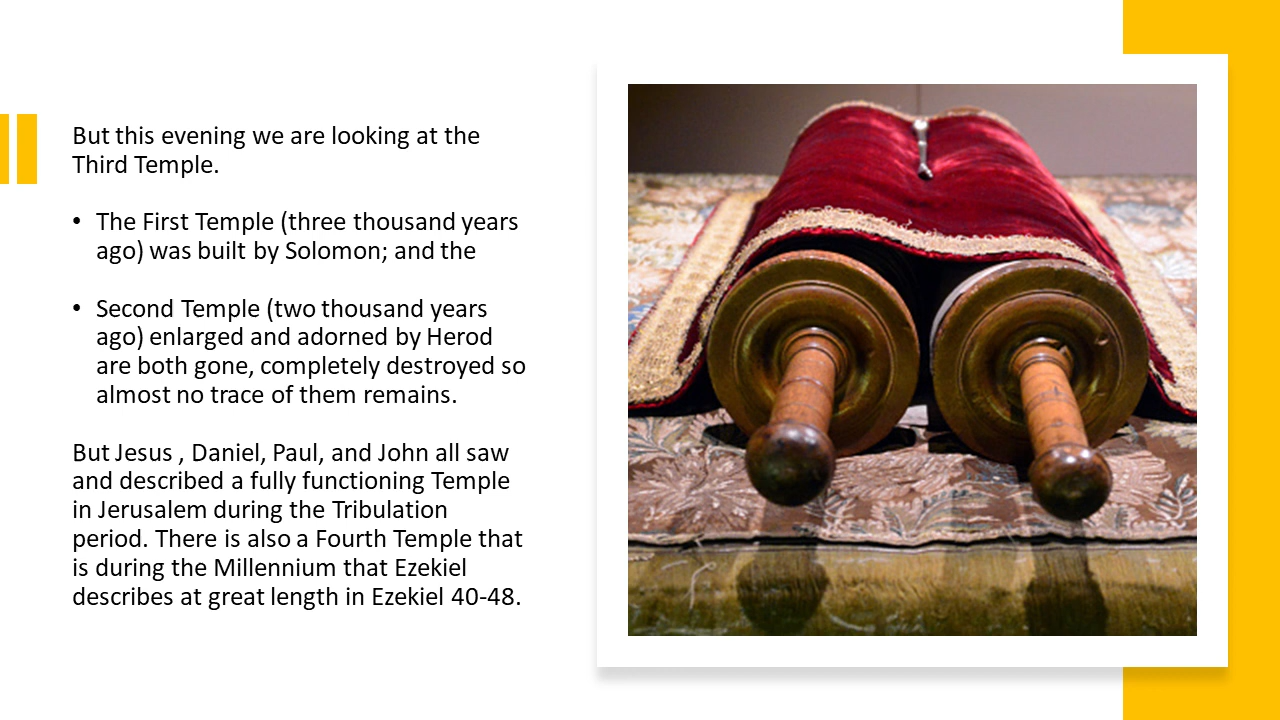 But this evening we are looking at the
Third Temple.
• The First Temple (three thousand years
ago) was built by Solomon; and the
• Second Temple (two thousand years
ago) enlarged and adorned by Herod
are both gone, completely destroyed so
almost no trace of them remains.
But Jesus , Daniel, Paul, and John all saw
and described a fully functioning Temple
in Jerusalem during the Tribulation
period. There is also a Fourth Temple that
is during the Millennium that Ezekiel
describes at great length in Ezekiel 40-48.